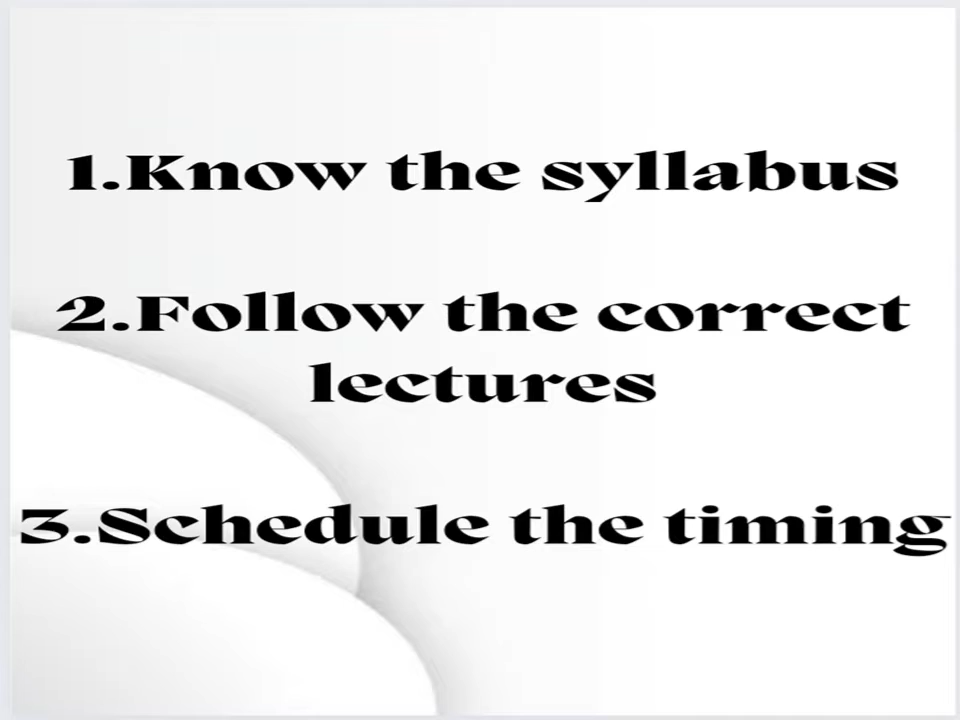 1.Know the syllabus
2.Follow the correct
lectures
3.Schedule the timing